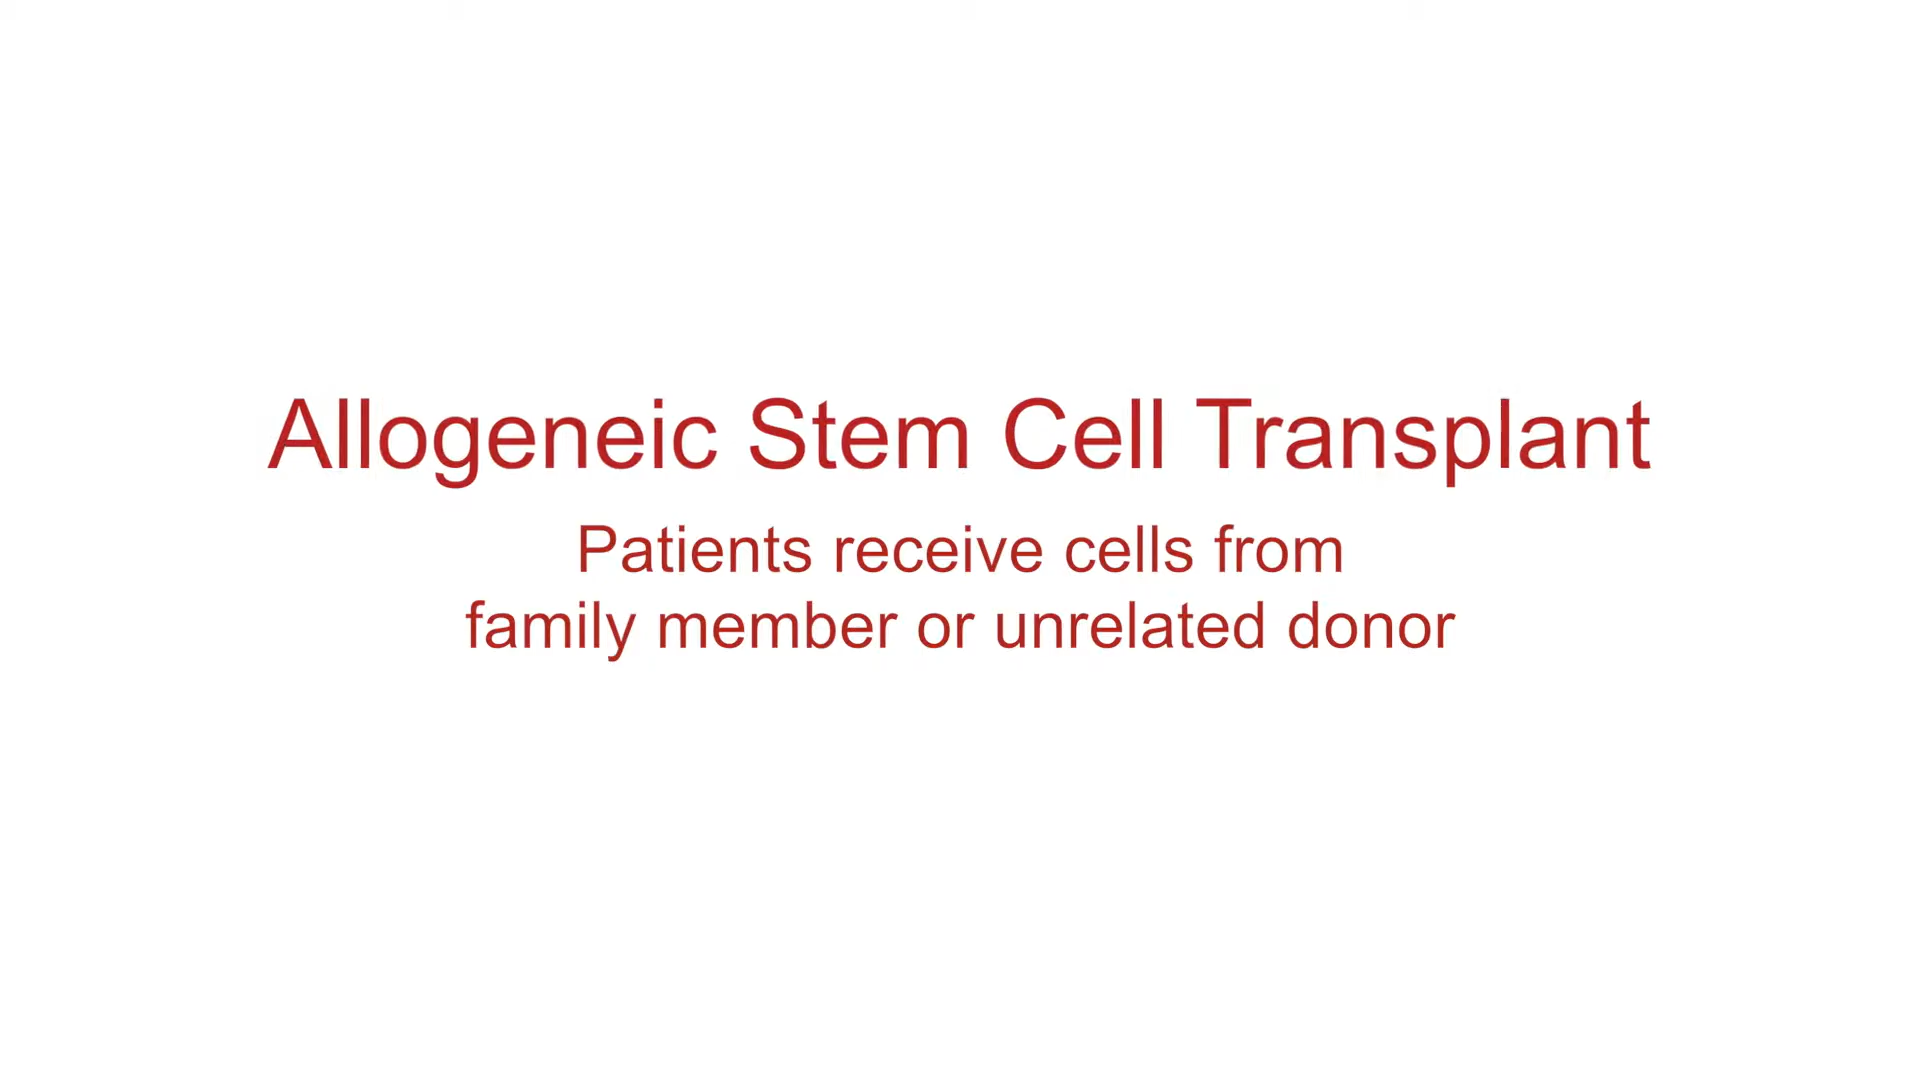 Allogeneic Stem Cell Transplant
Patients receive cells from
family member or unrelated donor